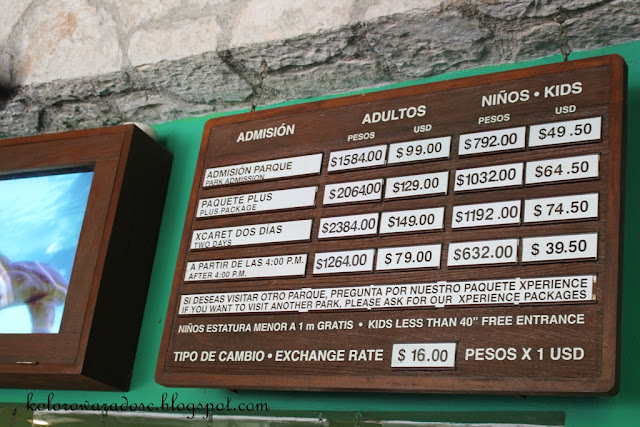 ADMISIÓN ADULTOS NIÑOS • KIDS
PESOS USD PESOS USD
ADMISIÓN PARQUE $1584.00 $99.00 $792.00 $49.50
PARK ADMISSION
PAQUETE PLUS $2064.00 $129.00 $1032.00 $64.50
PLUS PACKAGE
XCARET DOS DÍAS $2384.00 $149.00 $1192.00 $74.50
TWO DAYS
A PARTIR DE LAS 4:00 P.M. $1264.00 $79.00 $632.00 $39.50
AFTER 4:00 P.M.
SI DESEAS VISITAR OTRO PARQUE, PREGUNTA POR NUESTRO PAQUETE XPERIENCE
IF YOU WANT TO VISIT ANOTHER PARK, PLEASE ASK FOR OUR XPERIENCE PACKAGES
NIÑOS ESTATURA MENOR A 1 m GRATIS • KIDS LESS THAN 40" FREE ENTRANCE
TIPO DE CAMBIO • EXCHANGE RATE $16.00 PESOS X 1 USD
kolorowazadosc.blogspot.com